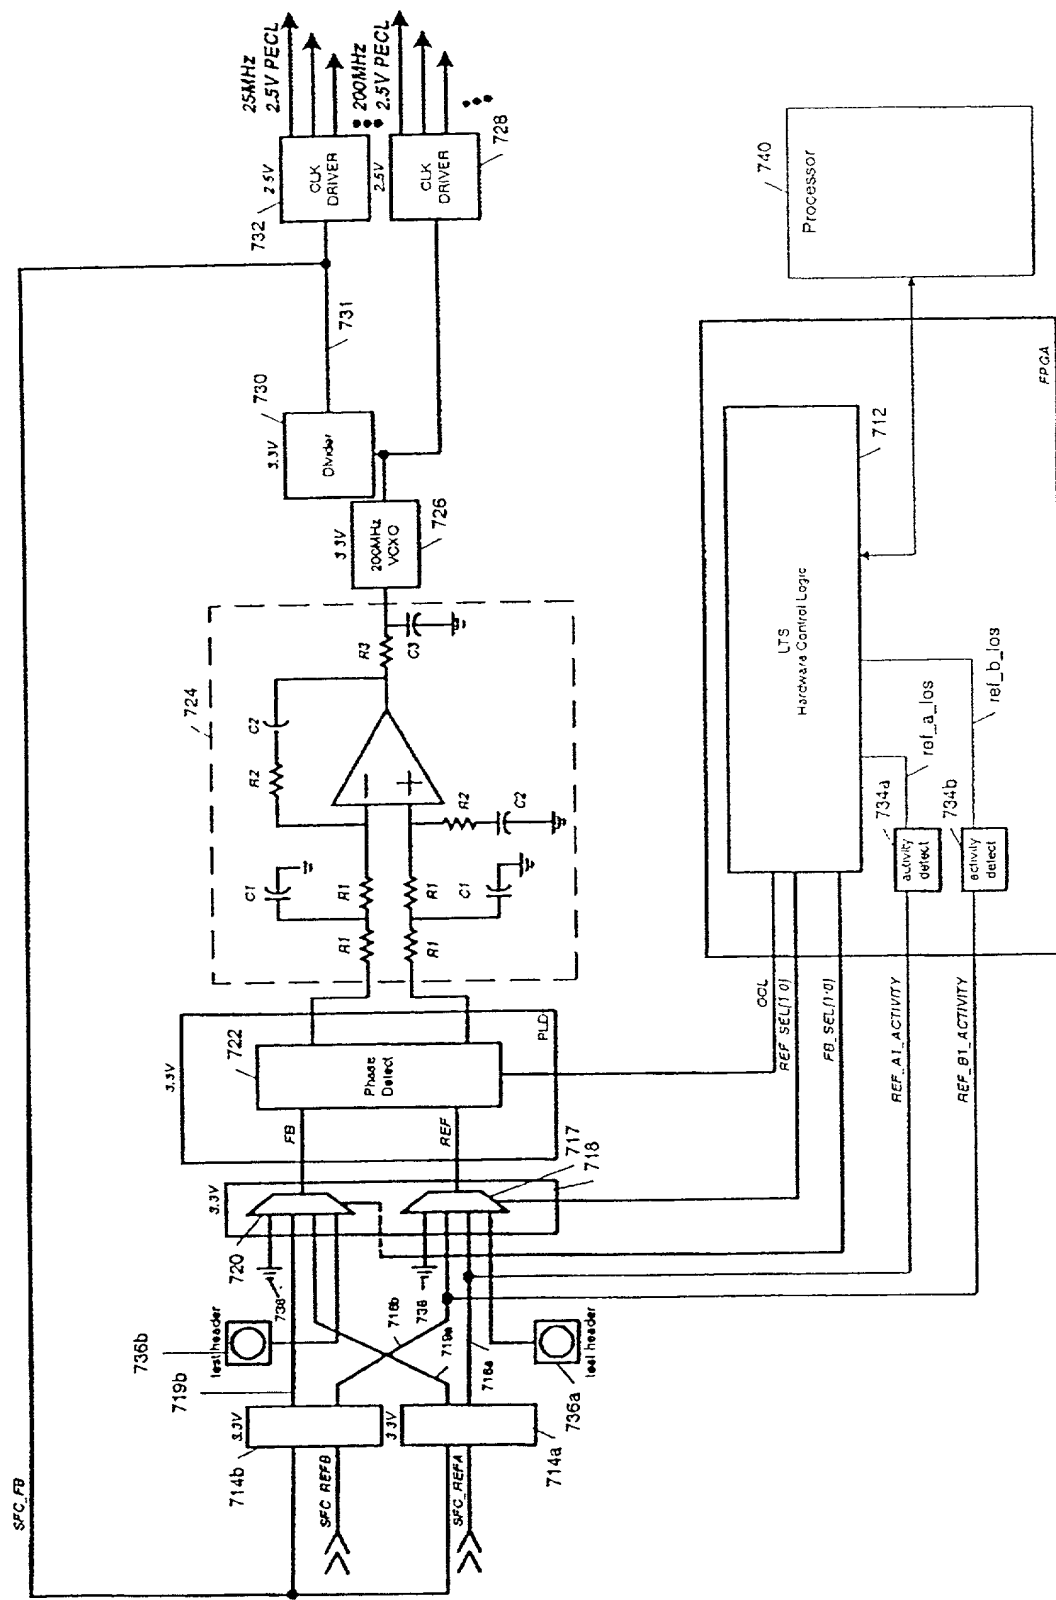 SFC_FB
25MHz
2.5V PECL
200MHz
2.5V PECL
2.5V
CLK
DRIVER
732
2.5V
CLK
DRIVER
728
731
730
3.3V
Divider
3.3V
200MHz
VCXO
726
724
C2
R2
R3
C3
C1
R1
R1
R2
C2
R1
R1
C1
3.3V
722
Phase
Detect
PLD
FB
REF
3.3V
720
717
718
738
738
736b
test header
719b
716b
719a
716a
test header
736a
3.3V
714b
3.3V
714a
SFC_REFB
SFC_REFA
740
Processor
FPGA
712
LTS
Hardware Control Logic
ref_a_los
ref_b_los
734a
734b
activity
detect
activity
detect
OCL
REF_SEL[1:0]
FB_SEL[1:0]
REF_A1_ACTIVITY
REF_B1_ACTIVITY